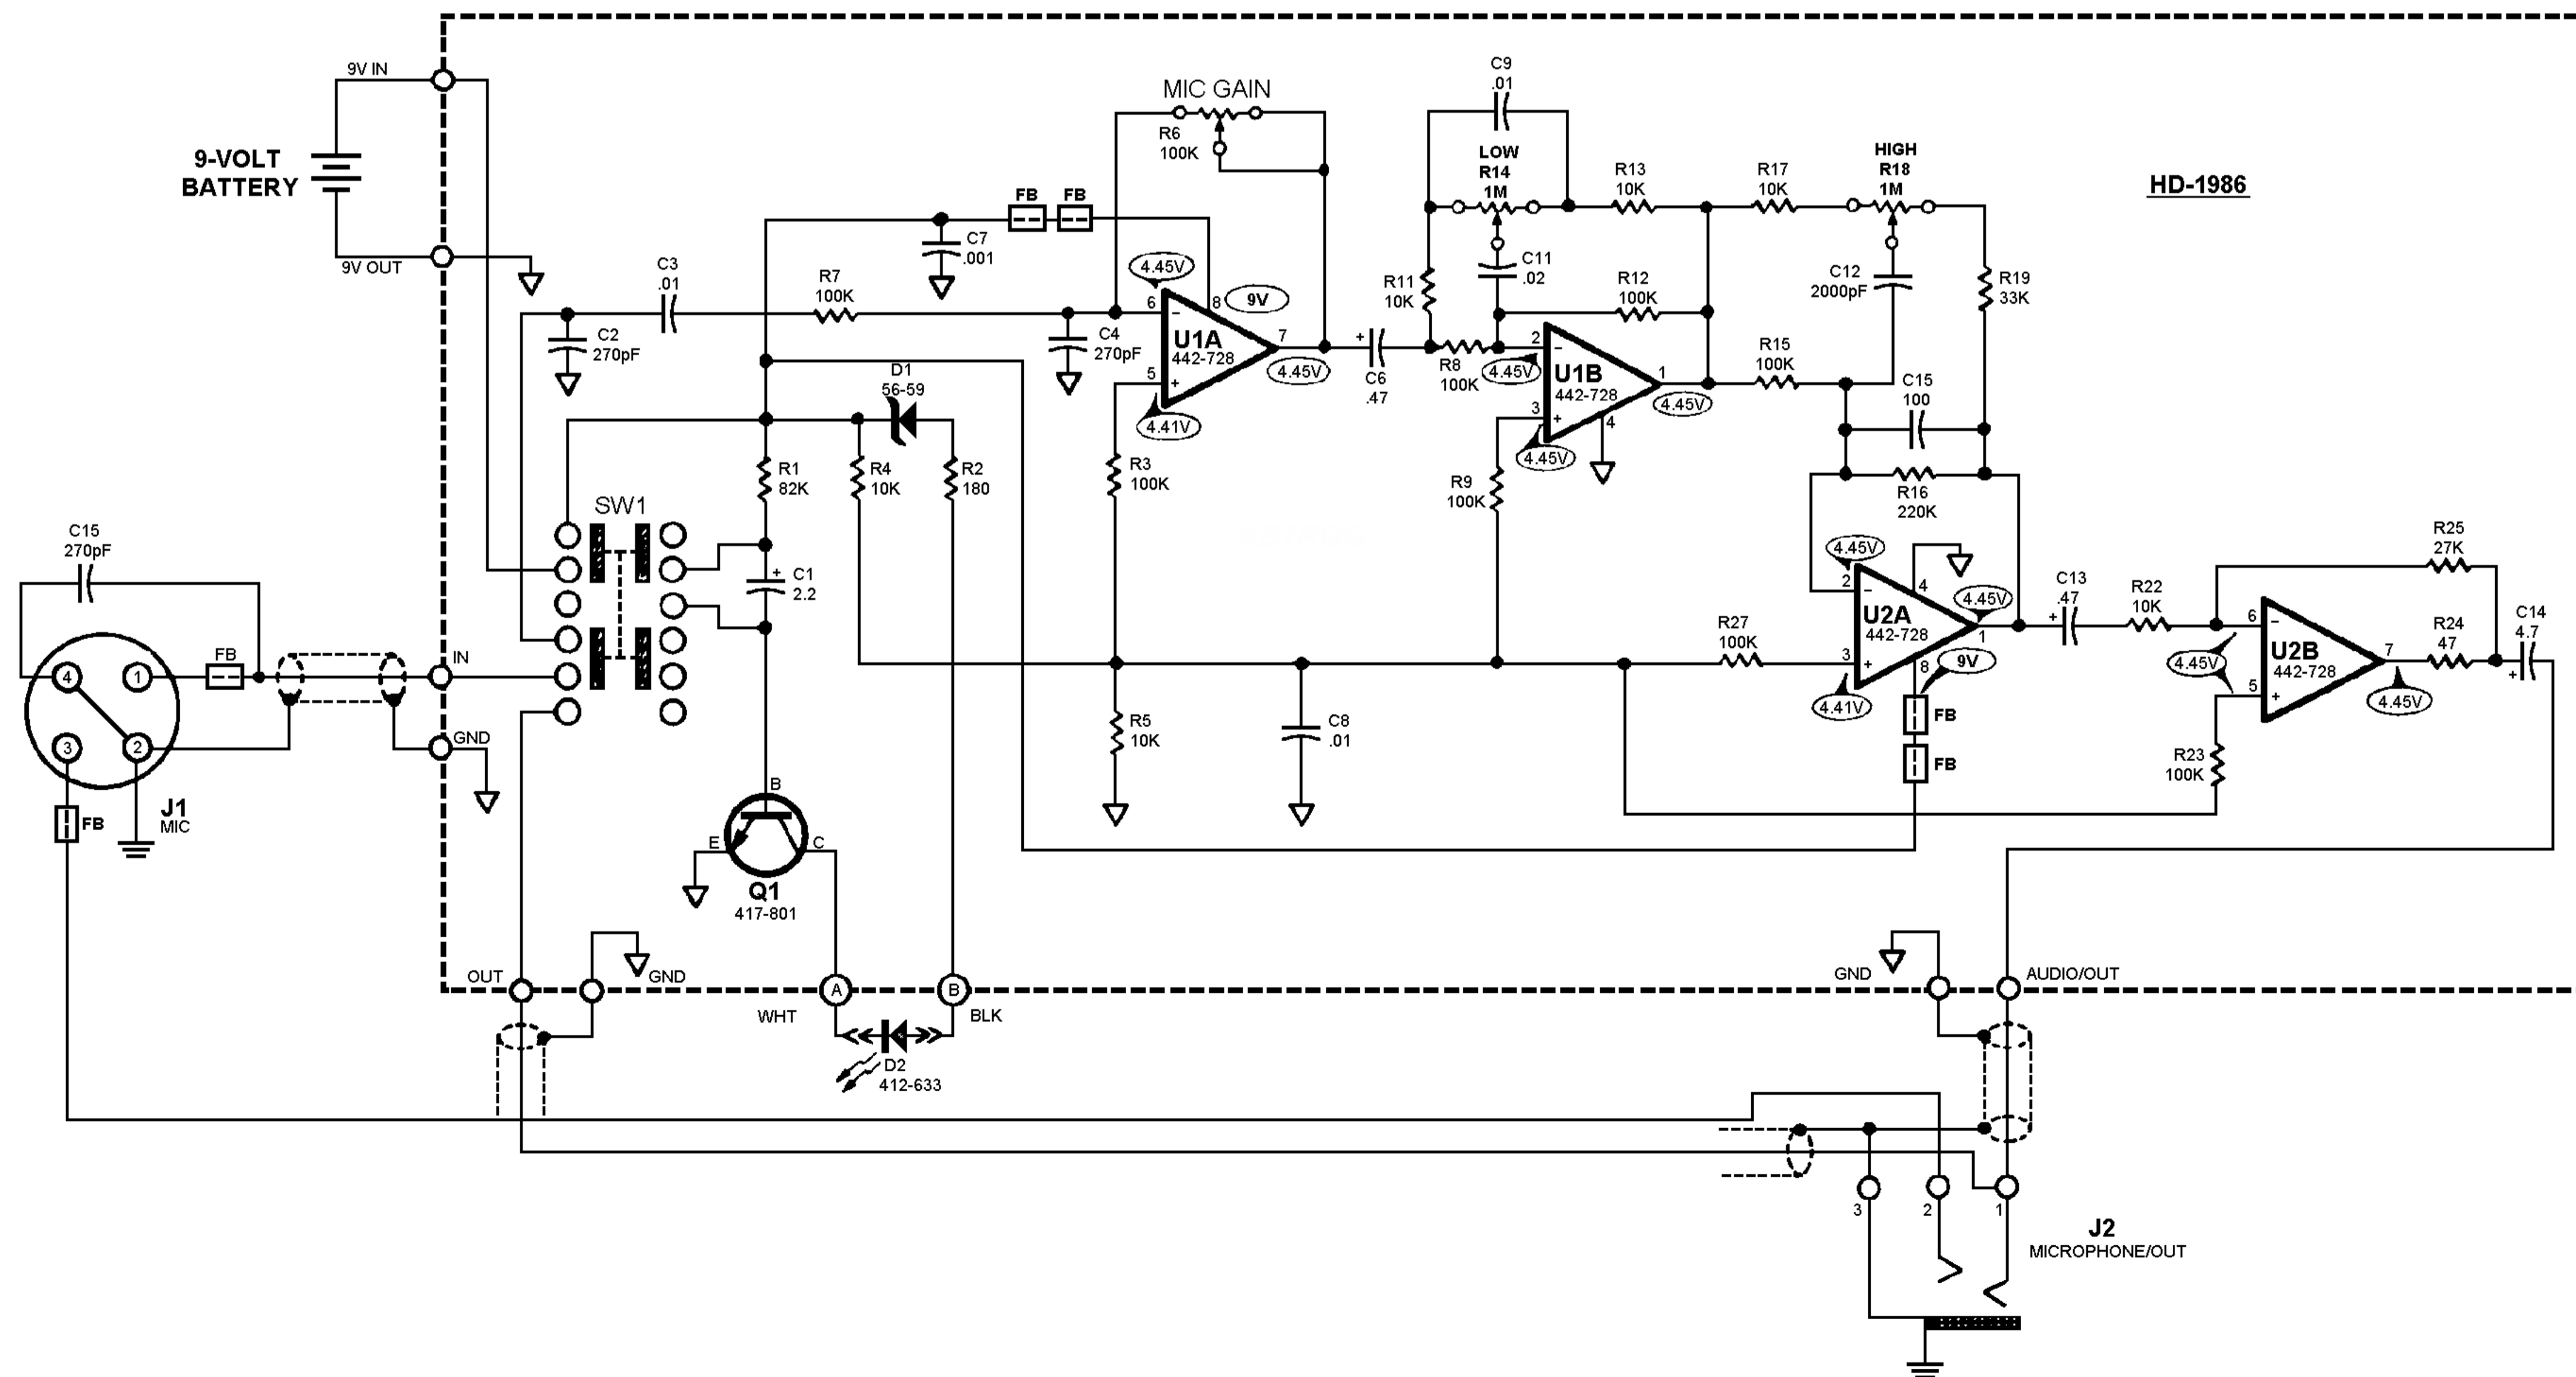 9V IN
9-VOLT
BATTERY
9V OUT
MIC GAIN
R6
100K
FB FB
C7
.001
C3
.01
R7
100K
C2
270pF
C4
270pF
4.45V
6
−
8
9V
U1A
442-728
7
4.45V
5
+
4.41V
C9
.01
LOW
R14
1M
R13
10K
R17
10K
HIGH
R18
1M
HD-1986
R11
10K
C11
.02
R12
100K
C12
2000pF
R19
33K
+
C6
.47
R8
100K
2
−
4.45V
U1B
442-728
1
4.45V
3
+
4
4.45V
R15
100K
C15
100
R16
220K
D1
56-59
R1
82K
R4
10K
R2
180
R3
100K
R9
100K
SW1
+
C1
2.2
C15
270pF
FB
4
1
3
2
J1
MIC
FB
IN
GND
R5
10K
C8
.01
R27
100K
4.45V
2
−
4
4.45V
U2A
442-728
1
3
+
8
9V
4.41V
FB
FB
C13
.47
+
R22
10K
R25
27K
6
−
U2B
442-728
7
4.45V
5
+
4.45V
R24
47
C14
4.7
+
R23
100K
B
E
C
Q1
417-801
OUT
GND
A
B
WHT
BLK
D2
412-633
GND
AUDIO/OUT
3
2
1
J2
MICROPHONE/OUT